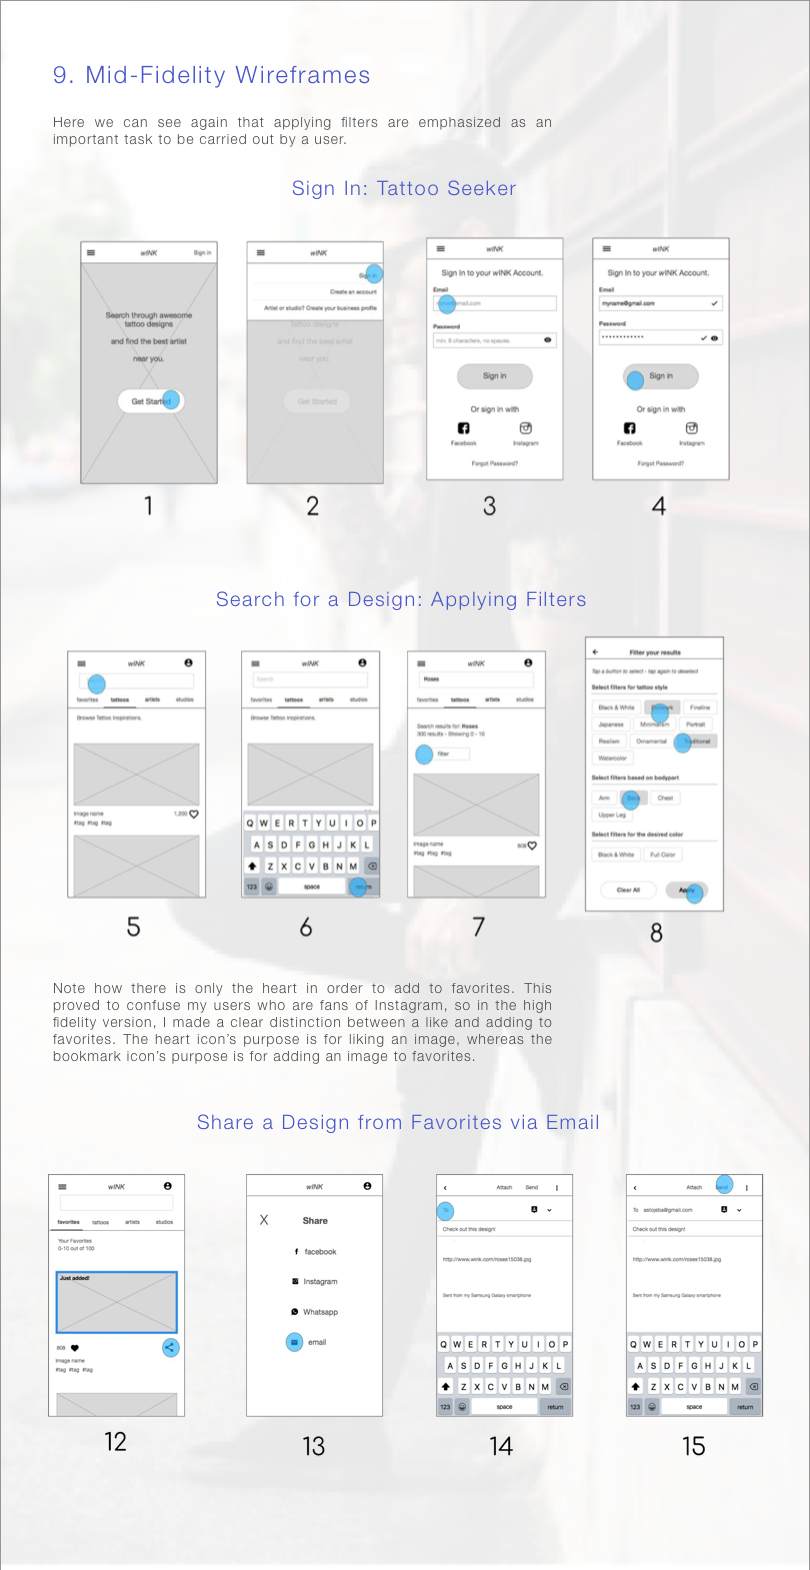 9. Mid-Fidelity Wireframes
Here we can see again that applying filters are emphasized as an
important task to be carried out by a user.
Sign In: Tattoo Seeker
wINK
Sign in
Search through awesome
tattoo designs
and find the best artist
near you.
Get Started
1
wINK
Create an account
Artist or studio? Create your business profile
tattoo designs
and find the best artist
near you.
Get Started
2
wINK
Sign In to your wINK Account.
Email
Password
min. 8 characters, no spaces.
Sign in
Or sign in with
Facebook
Instagram
Forgot Password?
3
wINK
Sign In to your wINK Account.
Email
myname@gmail.com
Password
Sign in
Or sign in with
Facebook
Instagram
Forgot Password?
4
Search for a Design: Applying Filters
wINK
favorites tattoos artists studios
Browse Tattoo Inspirations.
Image name
1,200
#tag #tag #tag
5
wINK
Search
favorites tattoos artists studios
Browse Tattoo Inspirations.
Q W E R T Y U I O P
A S D F G H J K L
Z X C V B N M
123 space return
6
wINK
Roses
favorites tattoos artists studios
Search results for: Roses
300 results - Showing 0 - 10
filter
Image name
808
#tag #tag #tag
7
Filter your results
Tap a button to select - tap again to deselect
Select filters for tattoo style
Black & White
Fineline
Japanese Minimalism Portrait
Realism Ornamental Traditional
Watercolor
Select filters based on bodypart
Arm
Chest
Upper Leg
Select filters for the desired color
Black & White Full Color
Clear All Apply
8
Note how there is only the heart in order to add to favorites. This
proved to confuse my users who are fans of Instagram, so in the high
fidelity version, I made a clear distinction between a like and adding to
favorites. The heart icon’s purpose is for liking an image, whereas the
bookmark icon’s purpose is for adding an image to favorites.
Share a Design from Favorites via Email
wINK
favorites tattoos artists studios
Your Favorites
0-10 out of 100
Just added!
808
Image name
#tag #tag #tag
12
wINK
X Share
facebook
Instagram
Whatsapp
email
13
Attach Send
To
Check out this design!
http://www.wink.com/roses15038.jpg
Sent from my Samsung Galaxy smartphone
Q W E R T Y U I O P
A S D F G H J K L
Z X C V B N M
123 space return
14
Attach Send
To astojeba@gmail.com
Check out this design!
http://www.wink.com/roses15038.jpg
Sent from my Samsung Galaxy smartphone
Q W E R T Y U I O P
A S D F G H J K L
Z X C V B N M
123 space return
15